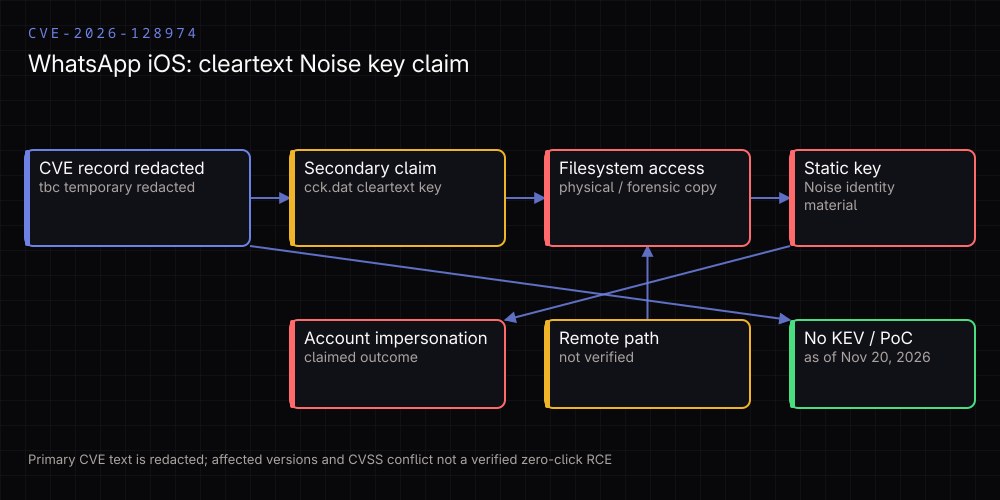 CVE-2026-128974
WhatsApp iOS: cleartext Noise key claim
CVE record redacted
tbc temporary redacted
Secondary claim
cck.dat cleartext key
Filesystem access
physical / forensic copy
Static key
Noise identity
material
Account impersonation
claimed outcome
Remote path
not verified
No KEV / PoC
as of Nov 20, 2026
Primary CVE text is redacted; affected versions and CVSS conflict not a verified zero-click RCE